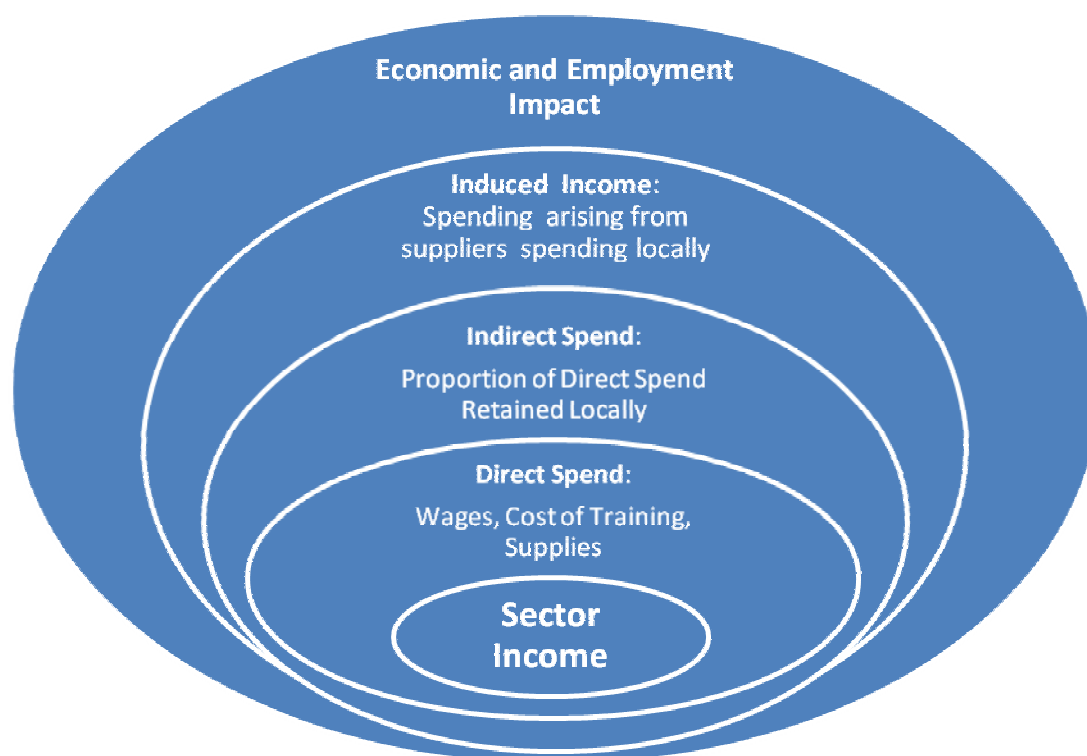 Economic and Employment
Impact
Induced Income:
Spending arising from
suppliers spending locally
Indirect Spend:
Proportion of Direct Spend
Retained Locally
Direct Spend:
Wages, Cost of Training,
Supplies
Sector
Income